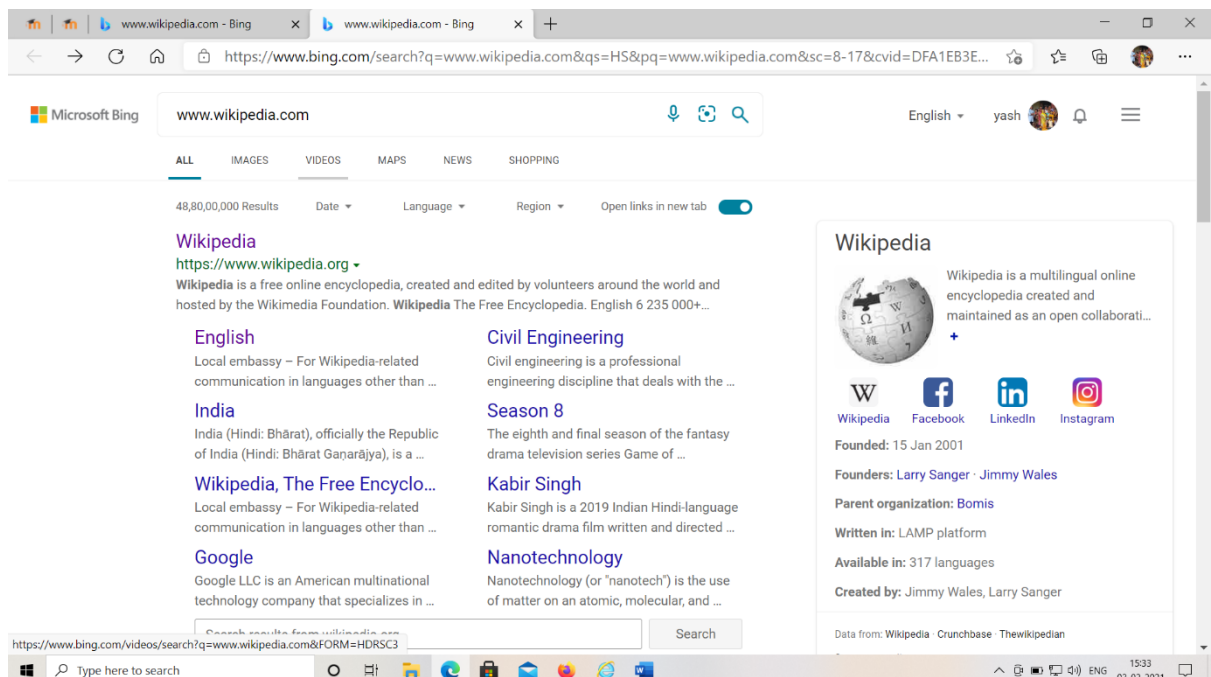 www.wikipedia.com - Bing
www.wikipedia.com - Bing
https://www.bing.com/search?q=www.wikipedia.com&qs=HS&pq=www.wikipedia.com&sc=8-17&cvid=DFA1EB3E...
Microsoft Bing
www.wikipedia.com
English
yash
ALL IMAGES VIDEOS MAPS NEWS SHOPPING
48,80,00,000 Results Date Language Region Open links in new tab
Wikipedia
https://www.wikipedia.org
Wikipedia is a free online encyclopedia, created and edited by volunteers around the world and
hosted by the Wikimedia Foundation. Wikipedia The Free Encyclopedia. English 6 235 000+...
English
Local embassy – For Wikipedia-related
communication in languages other than ...
India
India (Hindi: Bhārat), officially the Republic
of India (Hindi: Bhārat Gaṇarājya), is a ...
Wikipedia, The Free Encyclo...
Local embassy – For Wikipedia-related
communication in languages other than ...
Google
Google LLC is an American multinational
technology company that specializes in ...
Civil Engineering
Civil engineering is a professional
engineering discipline that deals with the ...
Season 8
The eighth and final season of the fantasy
drama television series Game of ...
Kabir Singh
Kabir Singh is a 2019 Indian Hindi-language
romantic drama film written and directed ...
Nanotechnology
Nanotechnology (or "nanotech") is the use
of matter on an atomic, molecular, and ...
Search results from wikipedia.org
Search
Wikipedia
Wikipedia is a multilingual online
encyclopedia created and
maintained as an open collaborati...
Wikipedia Facebook LinkedIn Instagram
Founded: 15 Jan 2001
Founders: Larry Sanger · Jimmy Wales
Parent organization: Bomis
Written in: LAMP platform
Available in: 317 languages
Created by: Jimmy Wales, Larry Sanger
Data from: Wikipedia · Crunchbase · Thewikipedian
https://www.bing.com/videos/search?q=www.wikipedia.com&FORM=HDRSC3
Type here to search
ENG
15:33